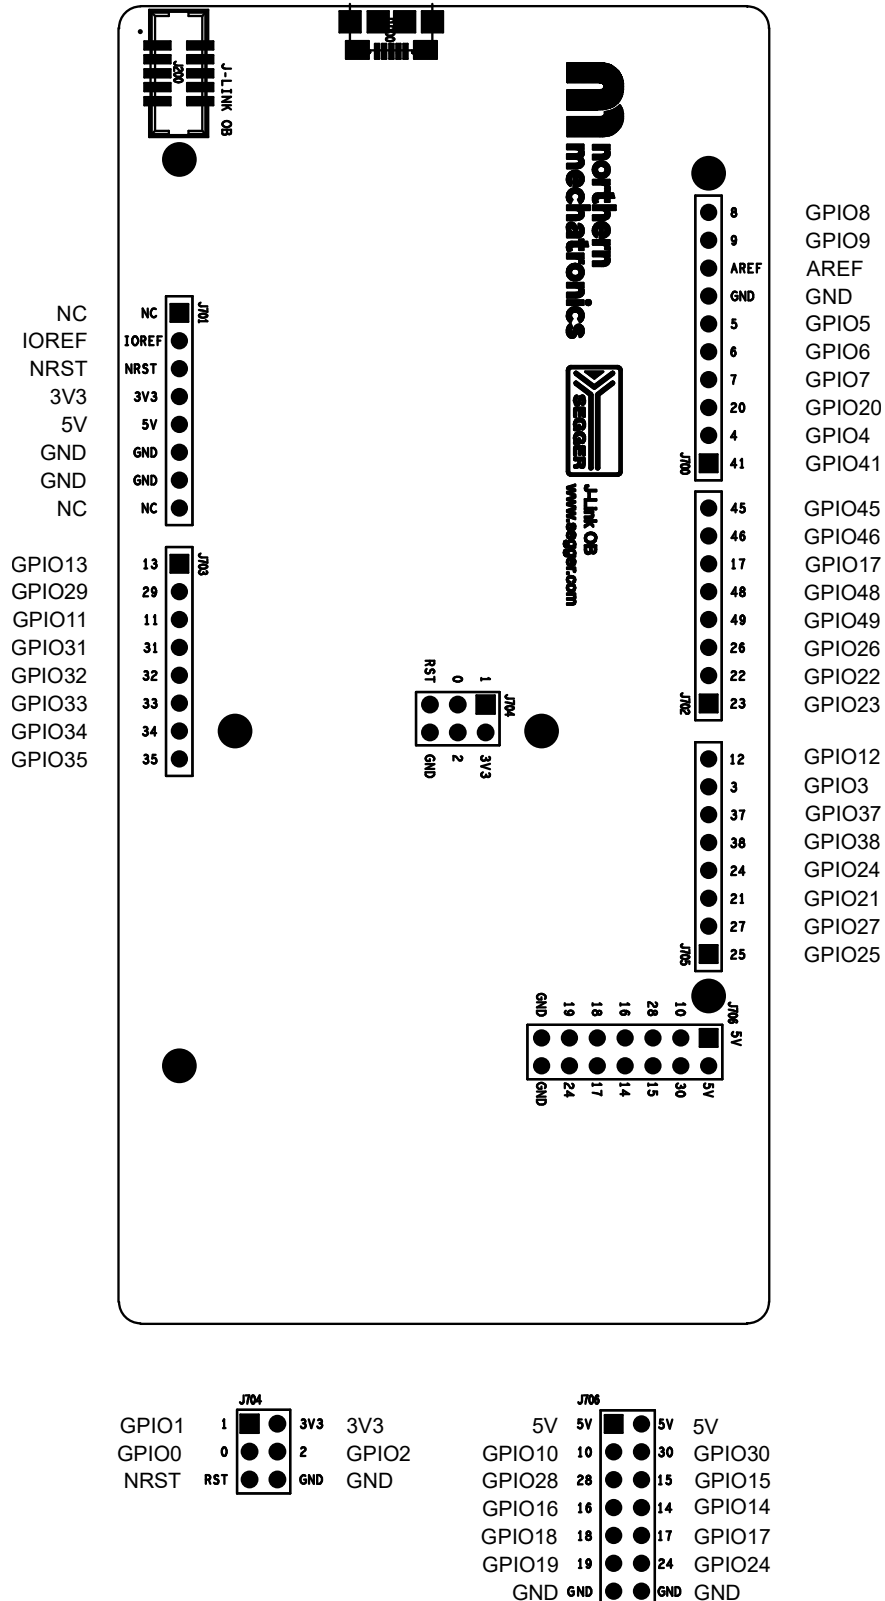 J200
J-LINK OB
northern
mechatronics
8 GPIO8
9 GPIO9
AREF AREF
GND GND
5 GPIO5
6 GPIO6
7 GPIO7
20 GPIO20
4 GPIO4
J700 41 GPIO41
NC NC J701
IOREF IOREF
NRST NRST
3V3 3V3
5V 5V
GND GND
GND GND
NC NC
SEGGER
J-Link OB
www.segger.com
45 GPIO45
46 GPIO46
17 GPIO17
48 GPIO48
49 GPIO49
26 GPIO26
22 GPIO22
J702 23 GPIO23
GPIO13 13 J703
GPIO29 29
GPIO11 11
GPIO31 31
GPIO32 32
GPIO33 33
GPIO34 34
GPIO35 35
RST 0 1 J704
GND 2 3V3
12 GPIO12
3 GPIO3
37 GPIO37
38 GPIO38
24 GPIO24
21 GPIO21
27 GPIO27
J705 25 GPIO25
GND 19 18 16 28 10 5V J706
GND 24 17 14 15 30 5V
J704
GPIO1 1 3V3 3V3
GPIO0 0 2 GPIO2
NRST RST GND GND
J706
5V 5V 5V 5V
GPIO10 10 30 GPIO30
GPIO28 28 15 GPIO15
GPIO16 16 14 GPIO14
GPIO18 18 17 GPIO17
GPIO19 19 24 GPIO24
GND GND GND GND